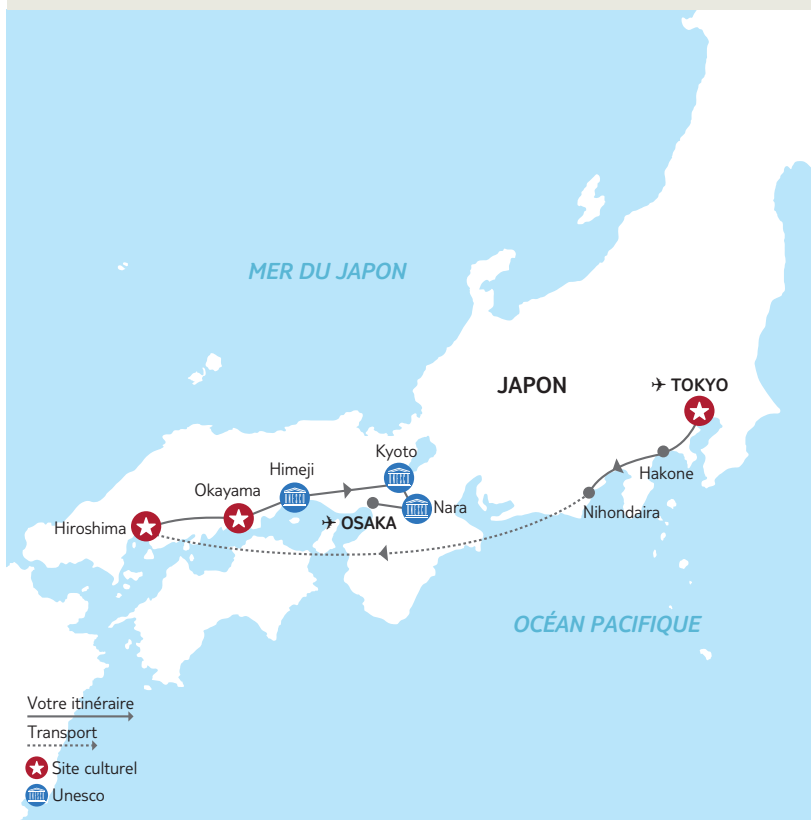 MER DU JAPON
JAPON
✈ TOKYO
Kyoto
Himeji
Hakone
Okayama
Nara
Nihondaira
Hiroshima
✈ OSAKA
OCÉAN PACIFIQUE
Votre itinéraire
Transport
Site culturel
Unesco